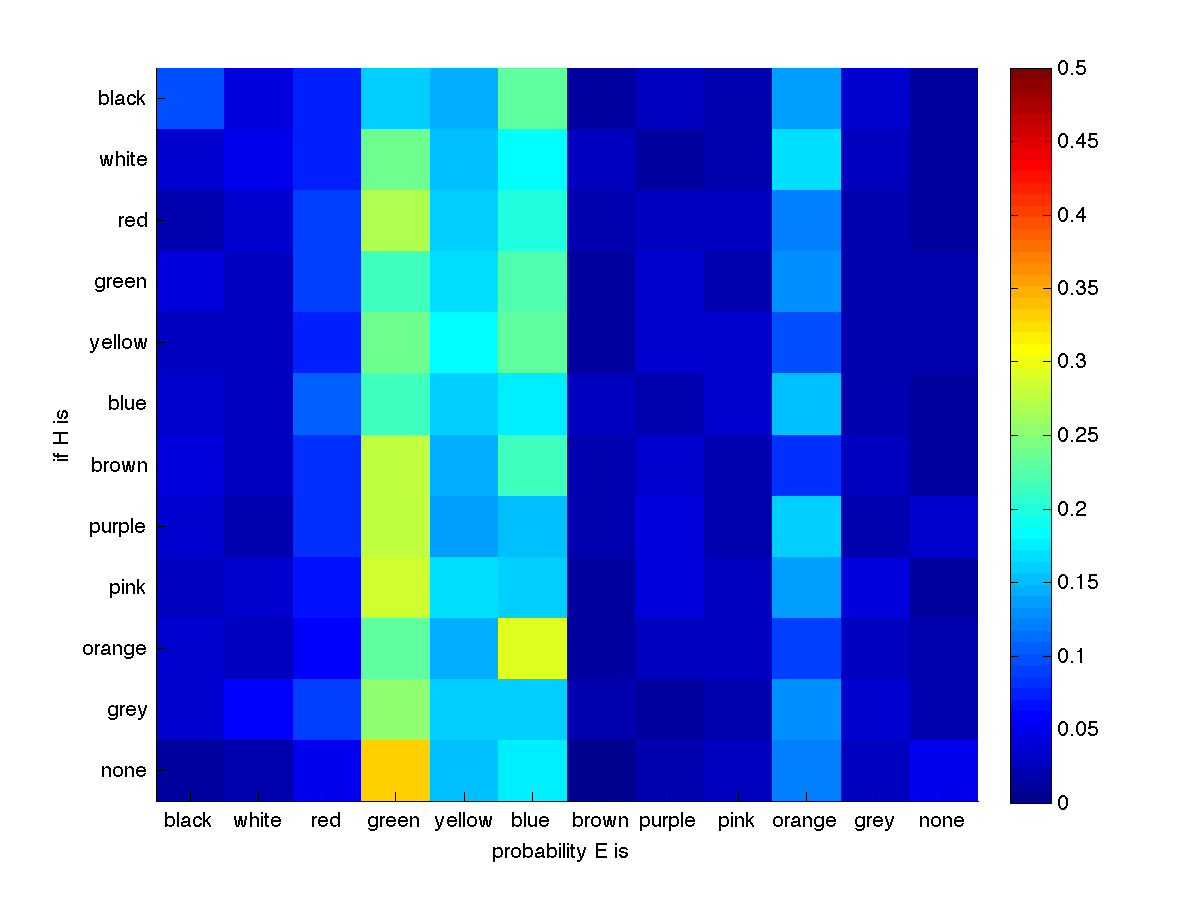 black
white
red
green
yellow
blue
brown
purple
pink
orange
grey
none
if H is
black white red green yellow blue brown purple pink orange grey none
probability E is
0.5
0.45
0.4
0.35
0.3
0.25
0.2
0.15
0.1
0.05
0